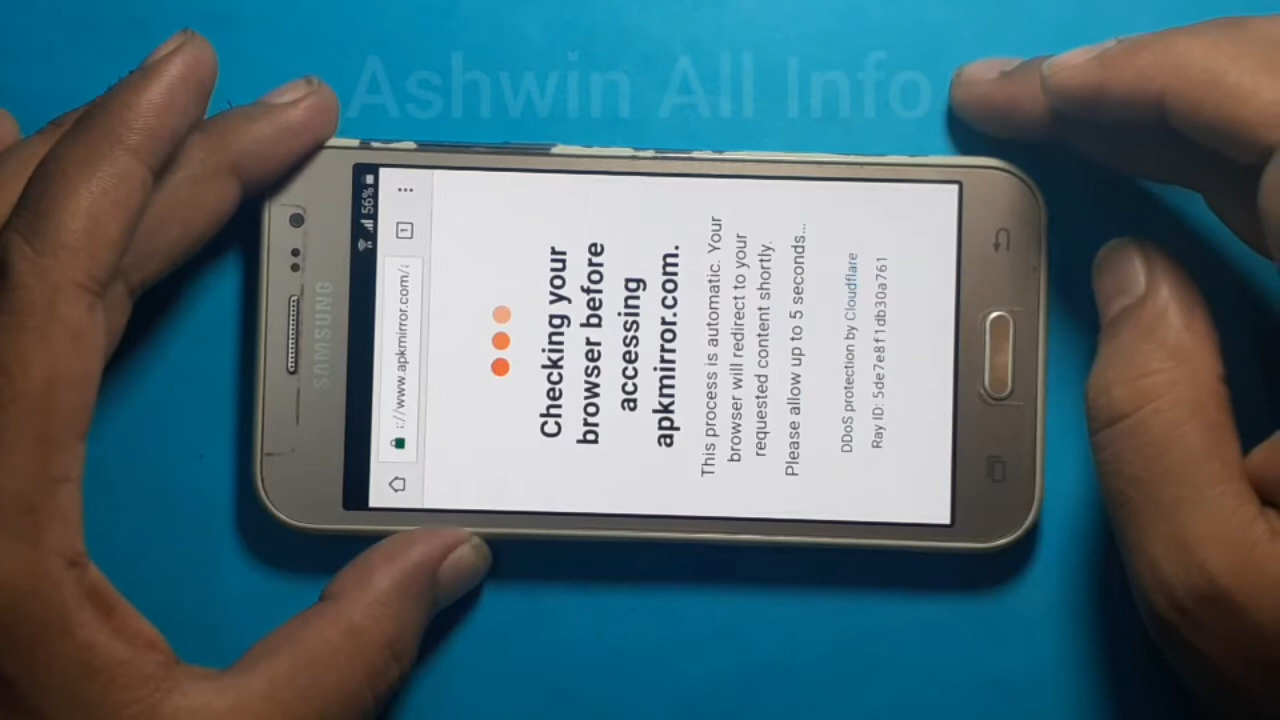 Ashwin All Info
SAMSUNG
56%
1
://www.apkmirror.com/a
Checking your
browser before
accessing
apkmirror.com.
This process is automatic. Your
browser will redirect to your
requested content shortly.
Please allow up to 5 seconds...
DDoS protection by Cloudflare
Ray ID: 5de7e8f1db30a761